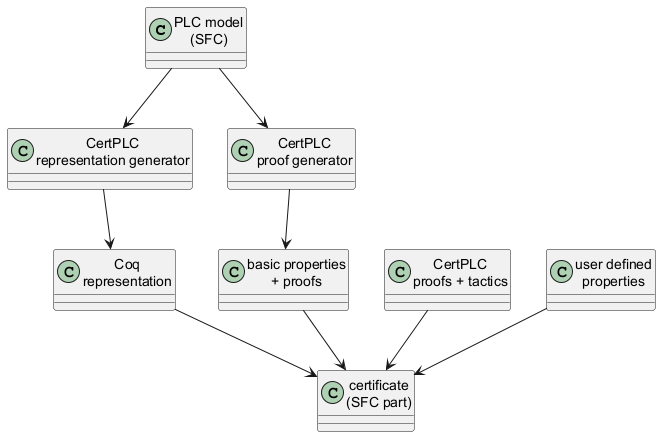 C
PLC model
(SFC)
C
CertPLC
representation generator
C
CertPLC
proof generator
C
Coq
representation
C
basic properties
+ proofs
C
CertPLC
proofs + tactics
C
user defined
properties
C
certificate
(SFC part)